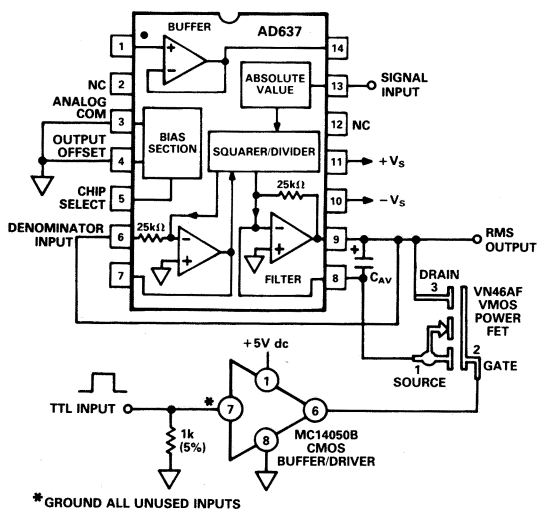 BUFFER
AD637
1
14
NC
2
ABSOLUTE
VALUE
13
SIGNAL
INPUT
ANALOG
COM
3
12
NC
BIAS
SECTION
OUTPUT
OFFSET
4
SQUARER/DIVIDER
11
+VS
CHIP
SELECT
5
25kΩ
10
−VS
DENOMINATOR
INPUT
6
25kΩ
9
RMS
OUTPUT
7
FILTER
8
CAV
DRAIN
3
VN46AF
VMOS
POWER
FET
2
GATE
1
SOURCE
+5V dc
1
TTL INPUT
*
7
6
8
1k
(5%)
MC14050B
CMOS
BUFFER/DRIVER
*GROUND ALL UNUSED INPUTS